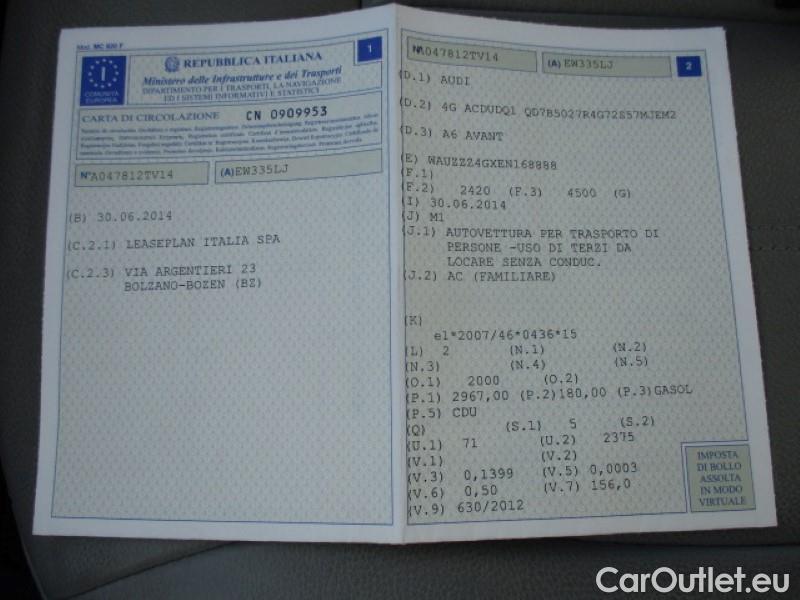 Mod. MC 820 F
1
I
COMUNITÀ
EUROPEA
REPUBBLICA ITALIANA
Ministero delle Infrastrutture e dei Trasporti
DIPARTIMENTO PER I TRASPORTI, LA NAVIGAZIONE
ED I SISTEMI INFORMATIVI E STATISTICI
CARTA DI CIRCOLAZIONE CN 0909953
N°A047812TV14 (A) EW335LJ
(B) 30.06.2014
(C.2.1) LEASEPLAN ITALIA SPA
(C.2.3) VIA ARGENTIERI 23
BOLZANO-BOZEN (BZ)
N°A047812TV14 (A) EW335LJ 2
(D.1) AUDI
(D.2) 4G ACDUDQ1 QD7B5027R4G72S57MJEM2
(D.3) A6 AVANT
(E) WAUZZZ4GXEN168888
(F.1)
(F.2) 2420 (F.3) 4500 (G)
(I) 30.06.2014
(J) M1
(J.1) AUTOVETTURA PER TRASPORTO DI
PERSONE -USO DI TERZI DA
LOCARE SENZA CONDUC.
(J.2) AC (FAMILIARE)
(K)
e1*2007/46*0436*15
(L) 2 (N.1) (N.2)
(N.3) (N.4) (N.5)
(O.1) 2000 (O.2)
(P.1) 2967,00 (P.2)180,00 (P.3)GASOL
(P.5) CDU
(Q) (S.1) 5 (S.2)
(U.1) 71 (U.2) 2375
(V.1) (V.2)
(V.3) 0,1399 (V.5) 0,0003
(V.6) 0,50 (V.7) 156,0
(V.9) 630/2012
IMPOSTA
DI BOLLO
ASSOLTA
IN MODO
VIRTUALE
CarOutlet.eu